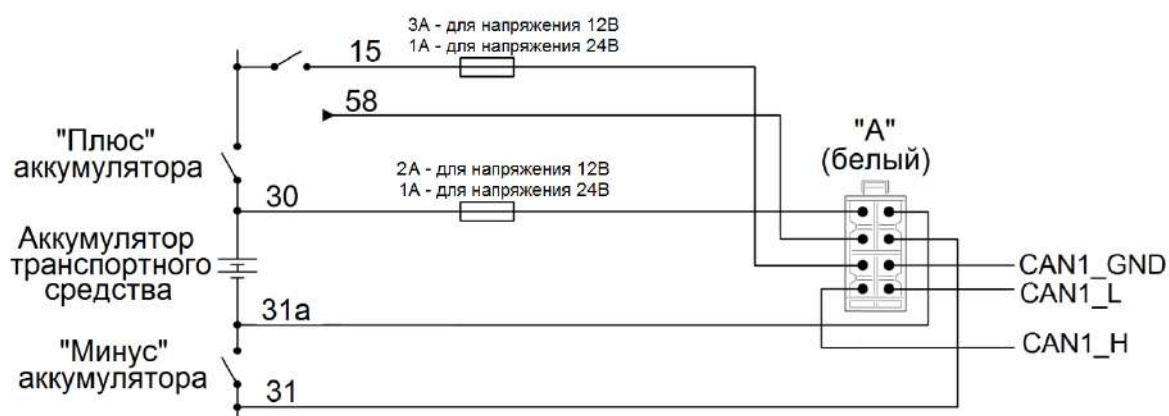 3А - для напряжения 12В
1А - для напряжения 24В
15
58
"Плюс"
аккумулятора
2А - для напряжения 12В
1А - для напряжения 24В
30
"А"
(белый)
Аккумулятор
транспортного
средства
CAN1_GND
CAN1_L
31а
CAN1_H
"Минус"
аккумулятора
31